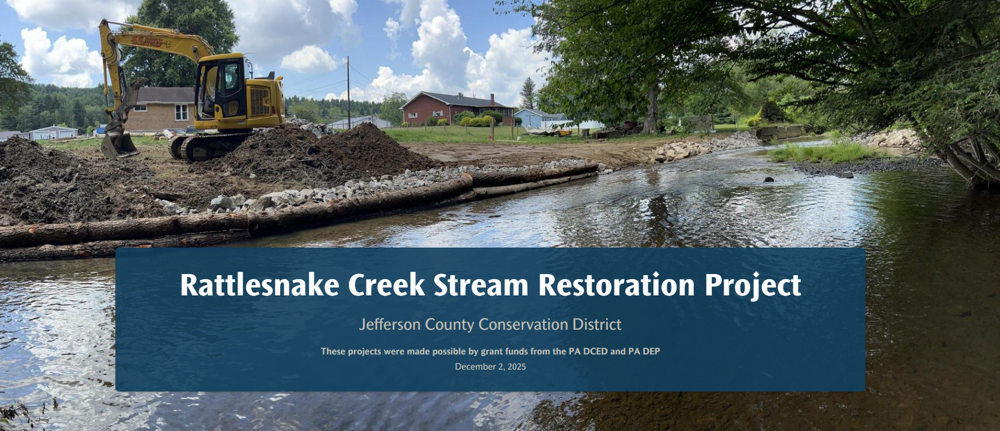 Rattlesnake Creek Stream Restoration Project
Jefferson County Conservation District
These projects were made possible by grant funds from the PA DCED and PA DEP
December 2, 2025